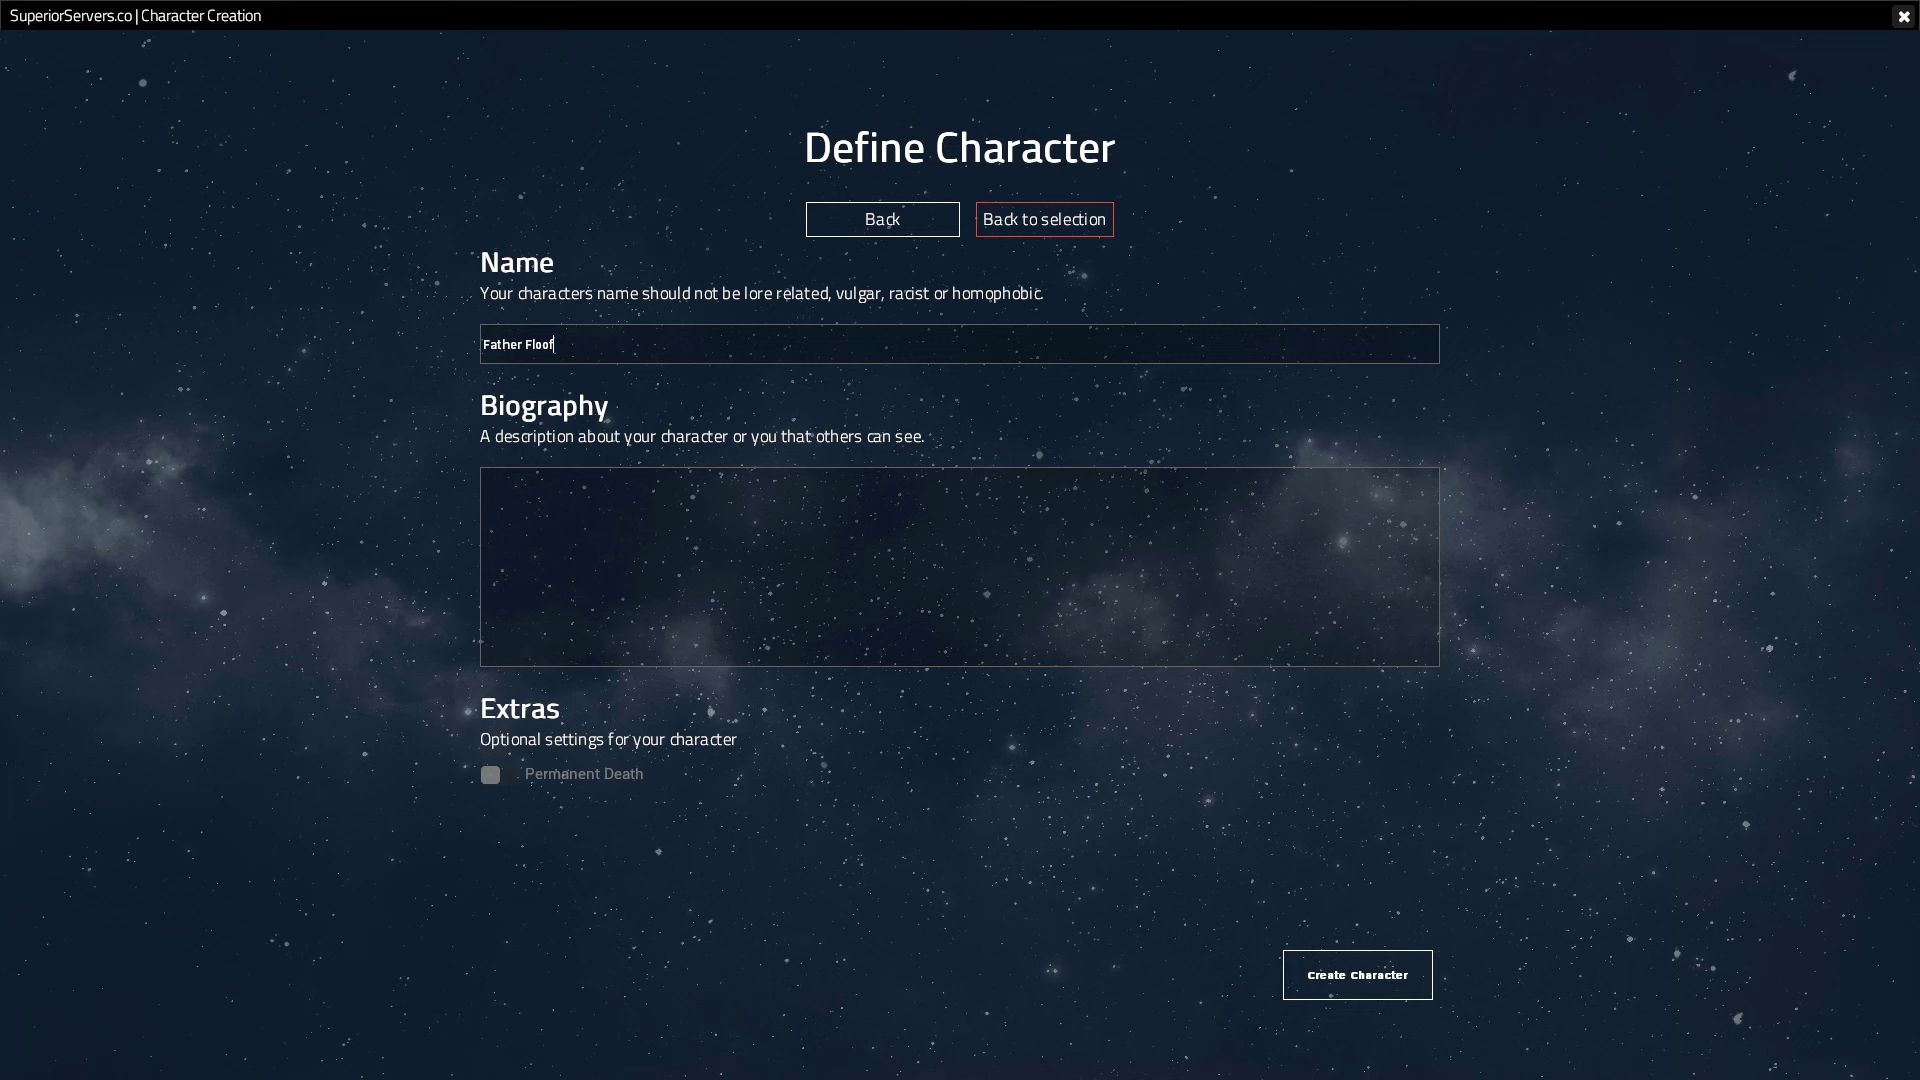 SuperiorServers.co | Character Creation
Define Character
Back
Back to selection
Name
Your characters name should not be lore related, vulgar, racist or homophobic.
Father Floof
Biography
A description about your character or you that others can see.
Extras
Optional settings for your character
Permanent Death
Create Character